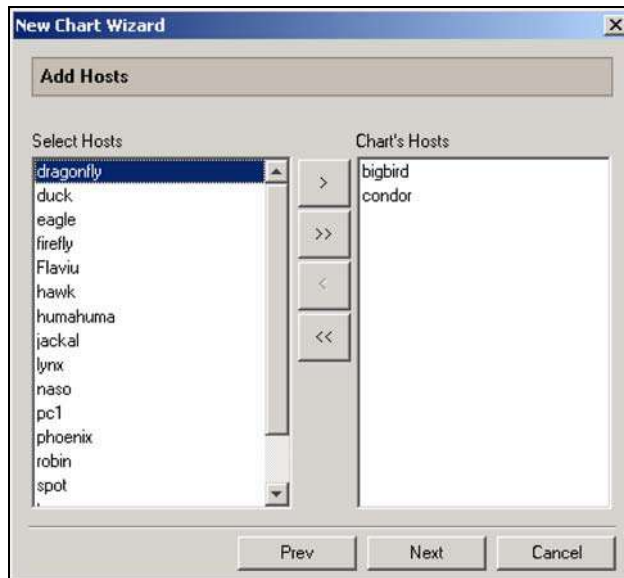 New Chart Wizard
Add Hosts
Select Hosts
Chart's Hosts
dragonfly
duck
eagle
firefly
Flaviu
hawk
humahuma
jackal
lynx
naso
pc1
phoenix
robin
spot
>
>>
<
<<
bigbird
condor
Prev
Next
Cancel